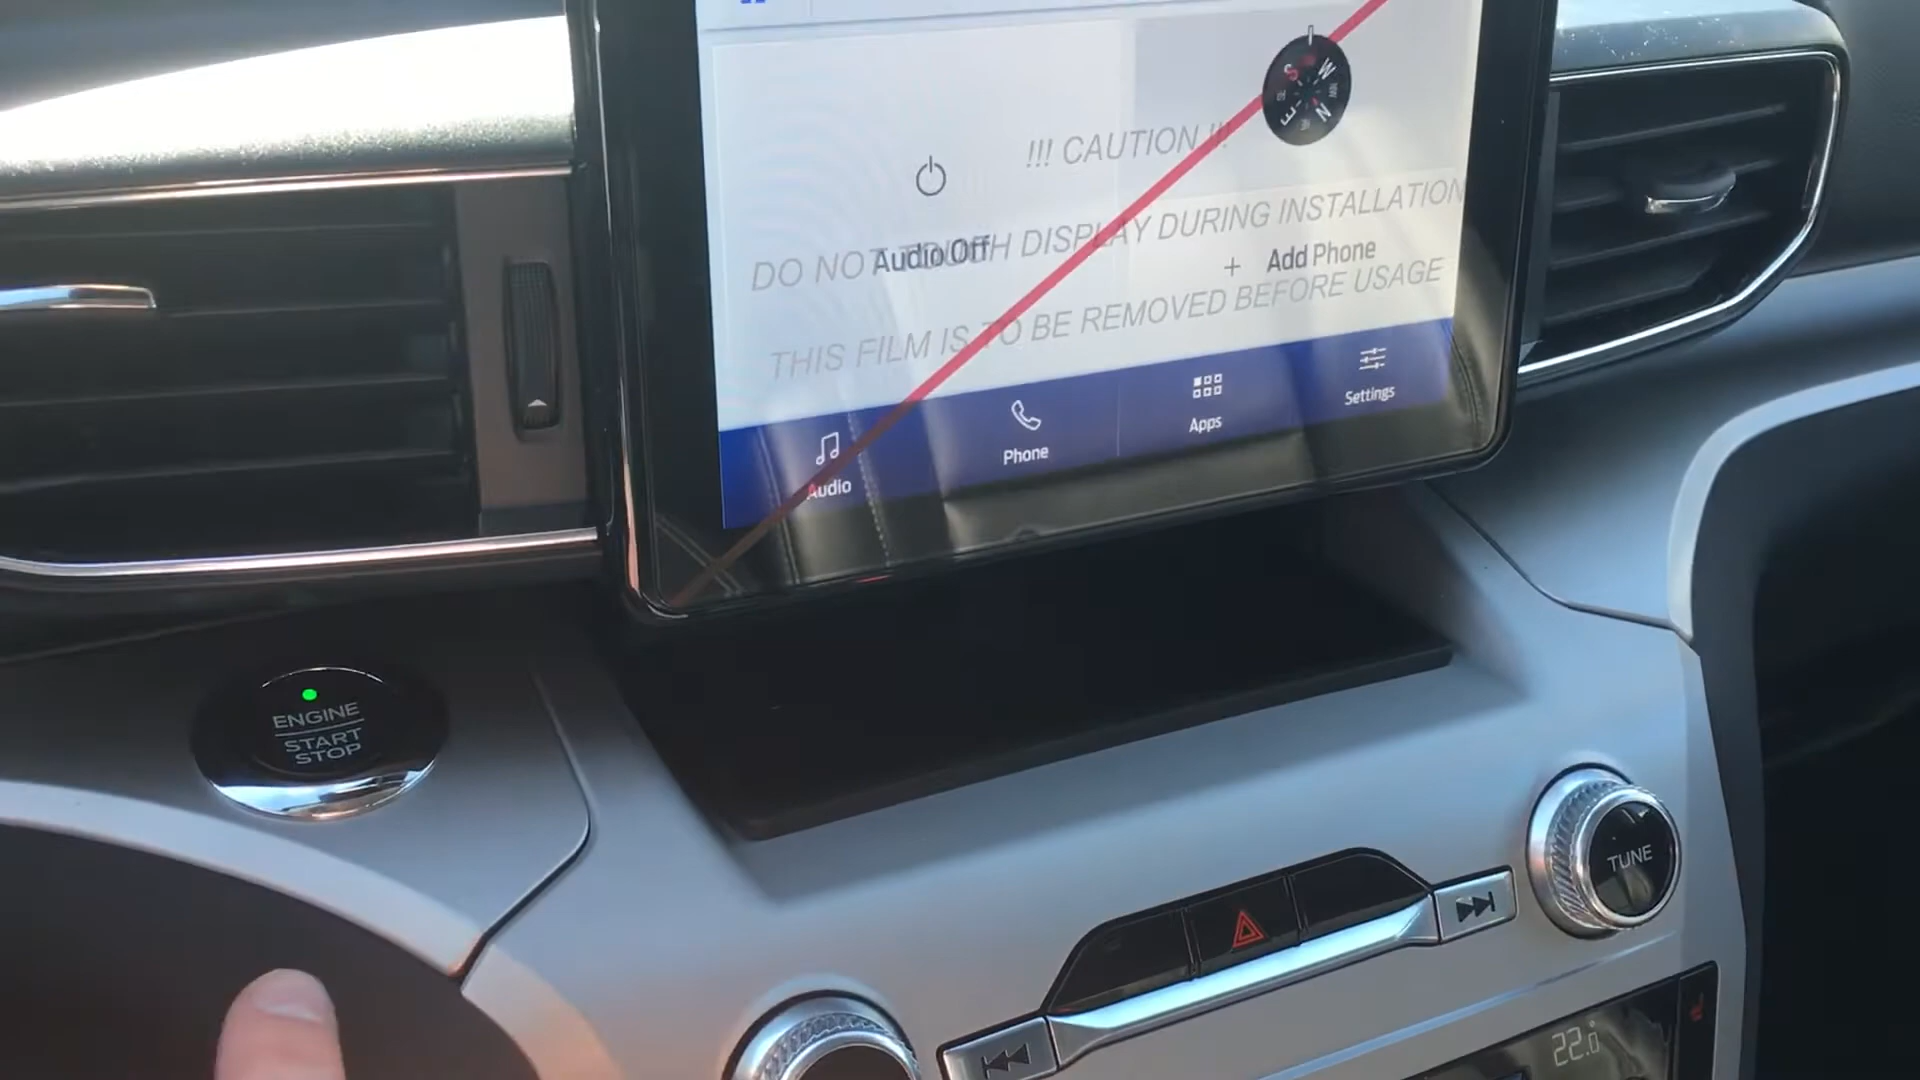 S
W
N
E
!!! CAUTION !!!
DO NOT TOUCH DISPLAY DURING INSTALLATION
Audio Off
+ Add Phone
THIS FILM IS TO BE REMOVED BEFORE USAGE
Audio
Phone
Apps
Settings
ENGINE
START
STOP
TUNE
22.0